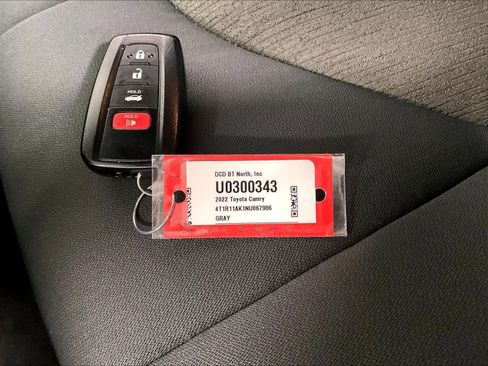 HOLD
HOLD
DCD BT North, Inc
U0300343
2022 Toyota Camry
4T1R11AK1NU067906
GRAY